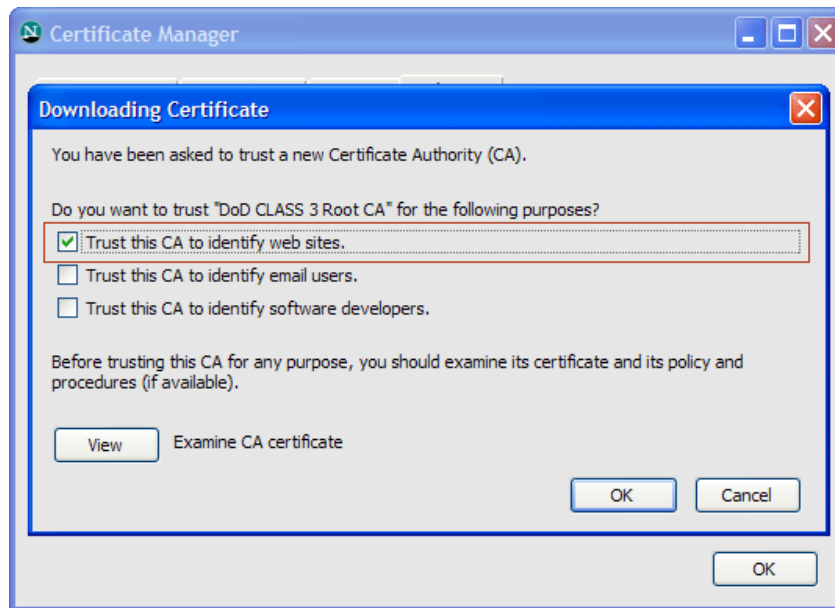 Certificate Manager
Downloading Certificate
You have been asked to trust a new Certificate Authority (CA).
Do you want to trust "DoD CLASS 3 Root CA" for the following purposes?
Trust this CA to identify web sites.
Trust this CA to identify email users.
Trust this CA to identify software developers.
Before trusting this CA for any purpose, you should examine its certificate and its policy and
procedures (if available).
View Examine CA certificate
OK Cancel
OK